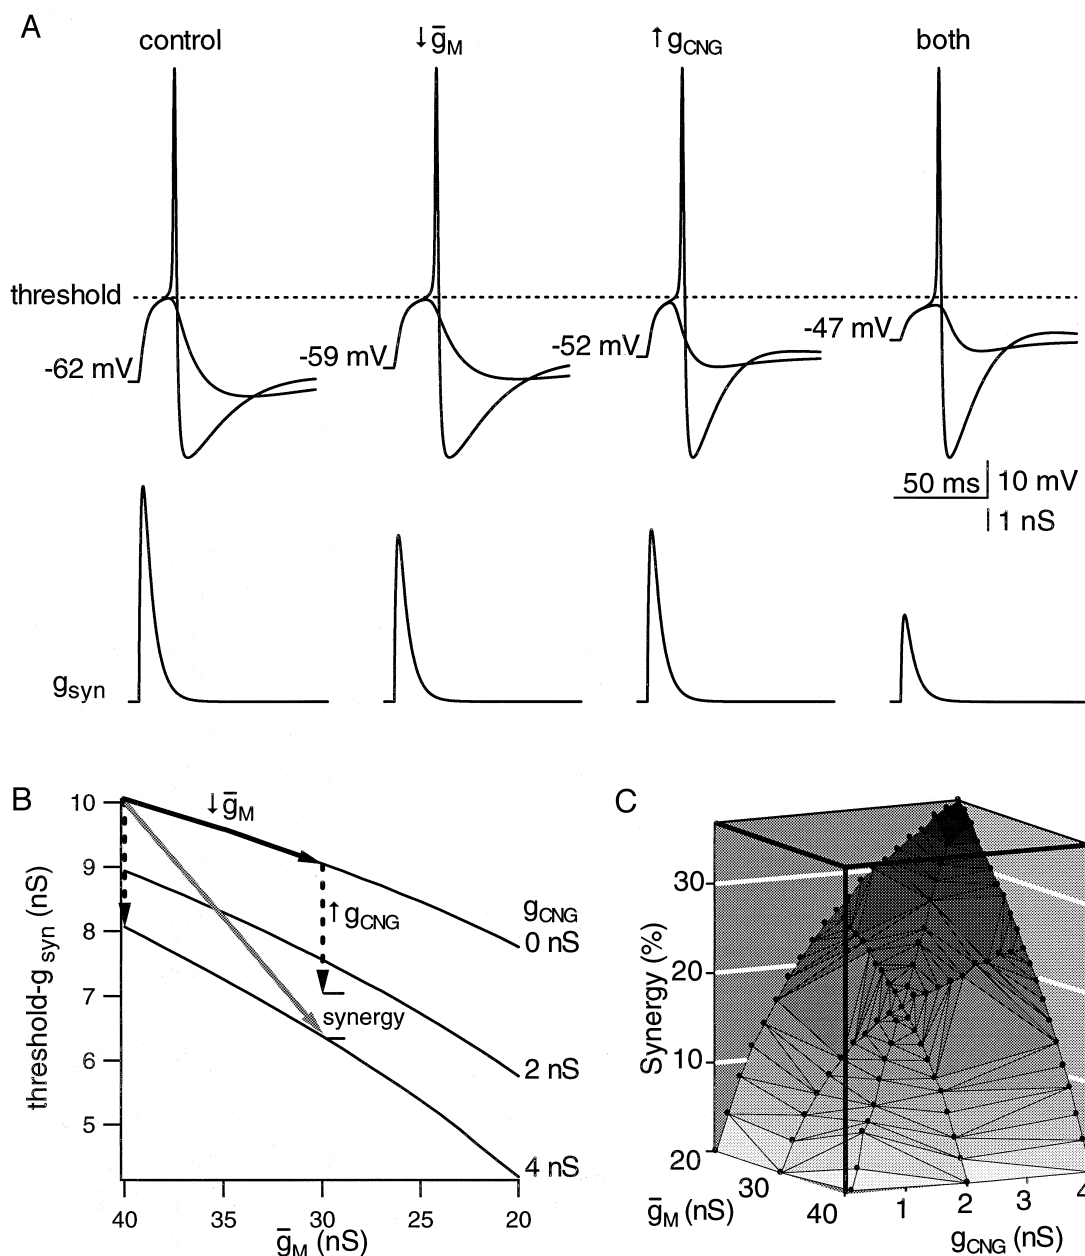 A
control
↓ḡM
↑gCNG
both
threshold
-62 mV
-59 mV
-52 mV
-47 mV
50 ms
10 mV
1 nS
gsyn
B
↓ḡM
threshold-g syn (nS)
10
9
8
7
6
5
↑gCNG
synergy
gCNG
0 nS
2 nS
4 nS
40
35
30
25
20
ḡM (nS)
C
Synergy (%)
30
20
10
20
30
40
ḡM (nS)
1
2
3
4
gCNG (nS)